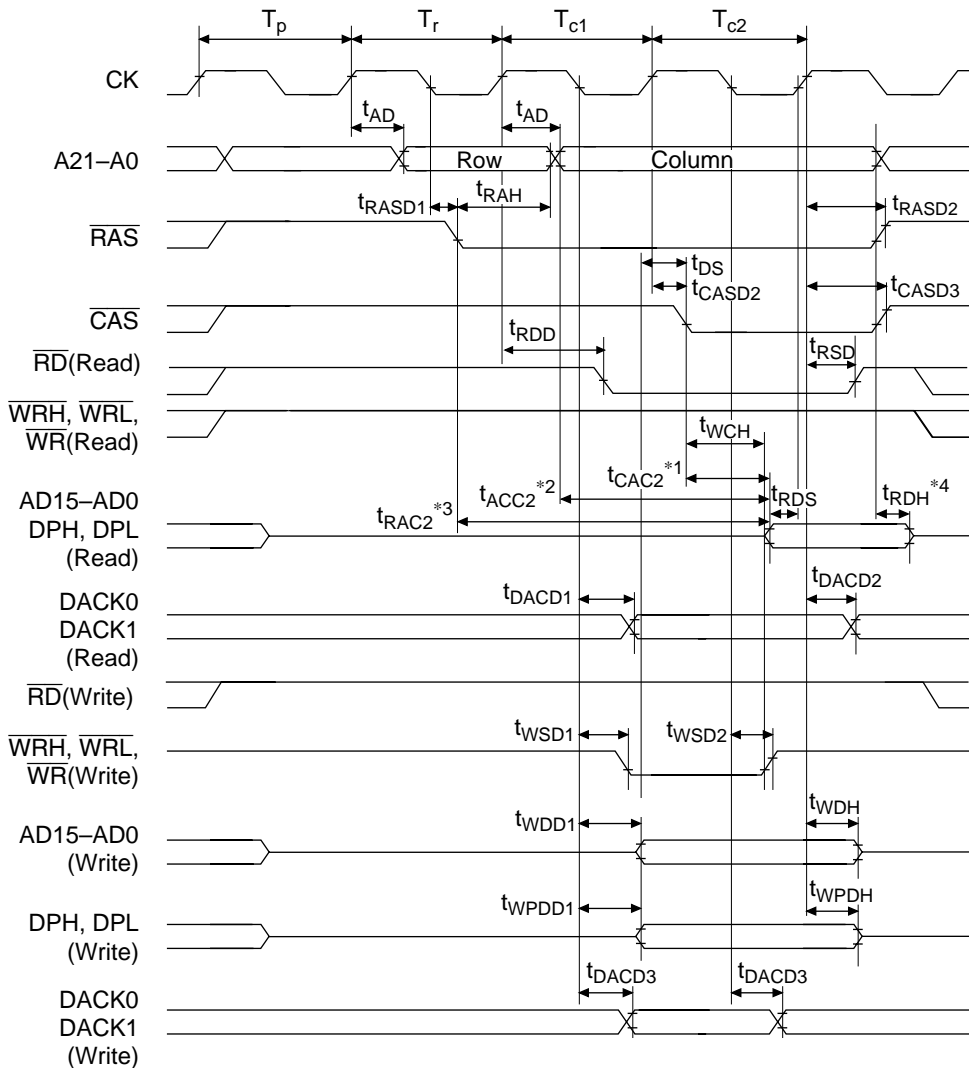 Tp Tr Tc1 Tc2
CK
tAD tAD
A21–A0 Row Column
tRASD1 tRAH tRASD2
RAS
tDS
tCASD2 tCASD3
CAS
tRDD tRSD
RD(Read)
WRH, WRL,
WR(Read)
tWCH
tCAC2*1
AD15–AD0
DPH, DPL
(Read)
tACC2*2
tRAC2*3
tRDS tRDH*4
DACK0
DACK1
(Read)
tDACD1 tDACD2
RD(Write)
WRH, WRL,
WR(Write)
tWSD1 tWSD2
AD15–AD0
(Write)
tWDD1 tWDH
DPH, DPL
(Write)
tWPDD1 tWPDH
DACK0
DACK1
(Write)
tDACD3 tDACD3